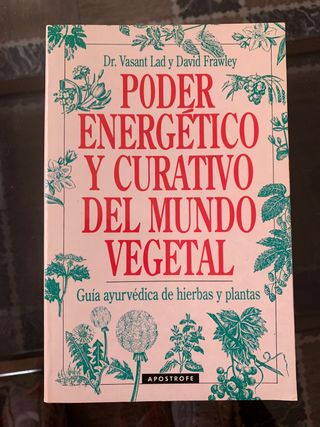 Dr. Vasant Lad y David Frawley
PODER
ENERGÉTICO
Y CURATIVO
DEL MUNDO
VEGETAL
Guía ayurvédica de hierbas y plantas
APOSTROFE